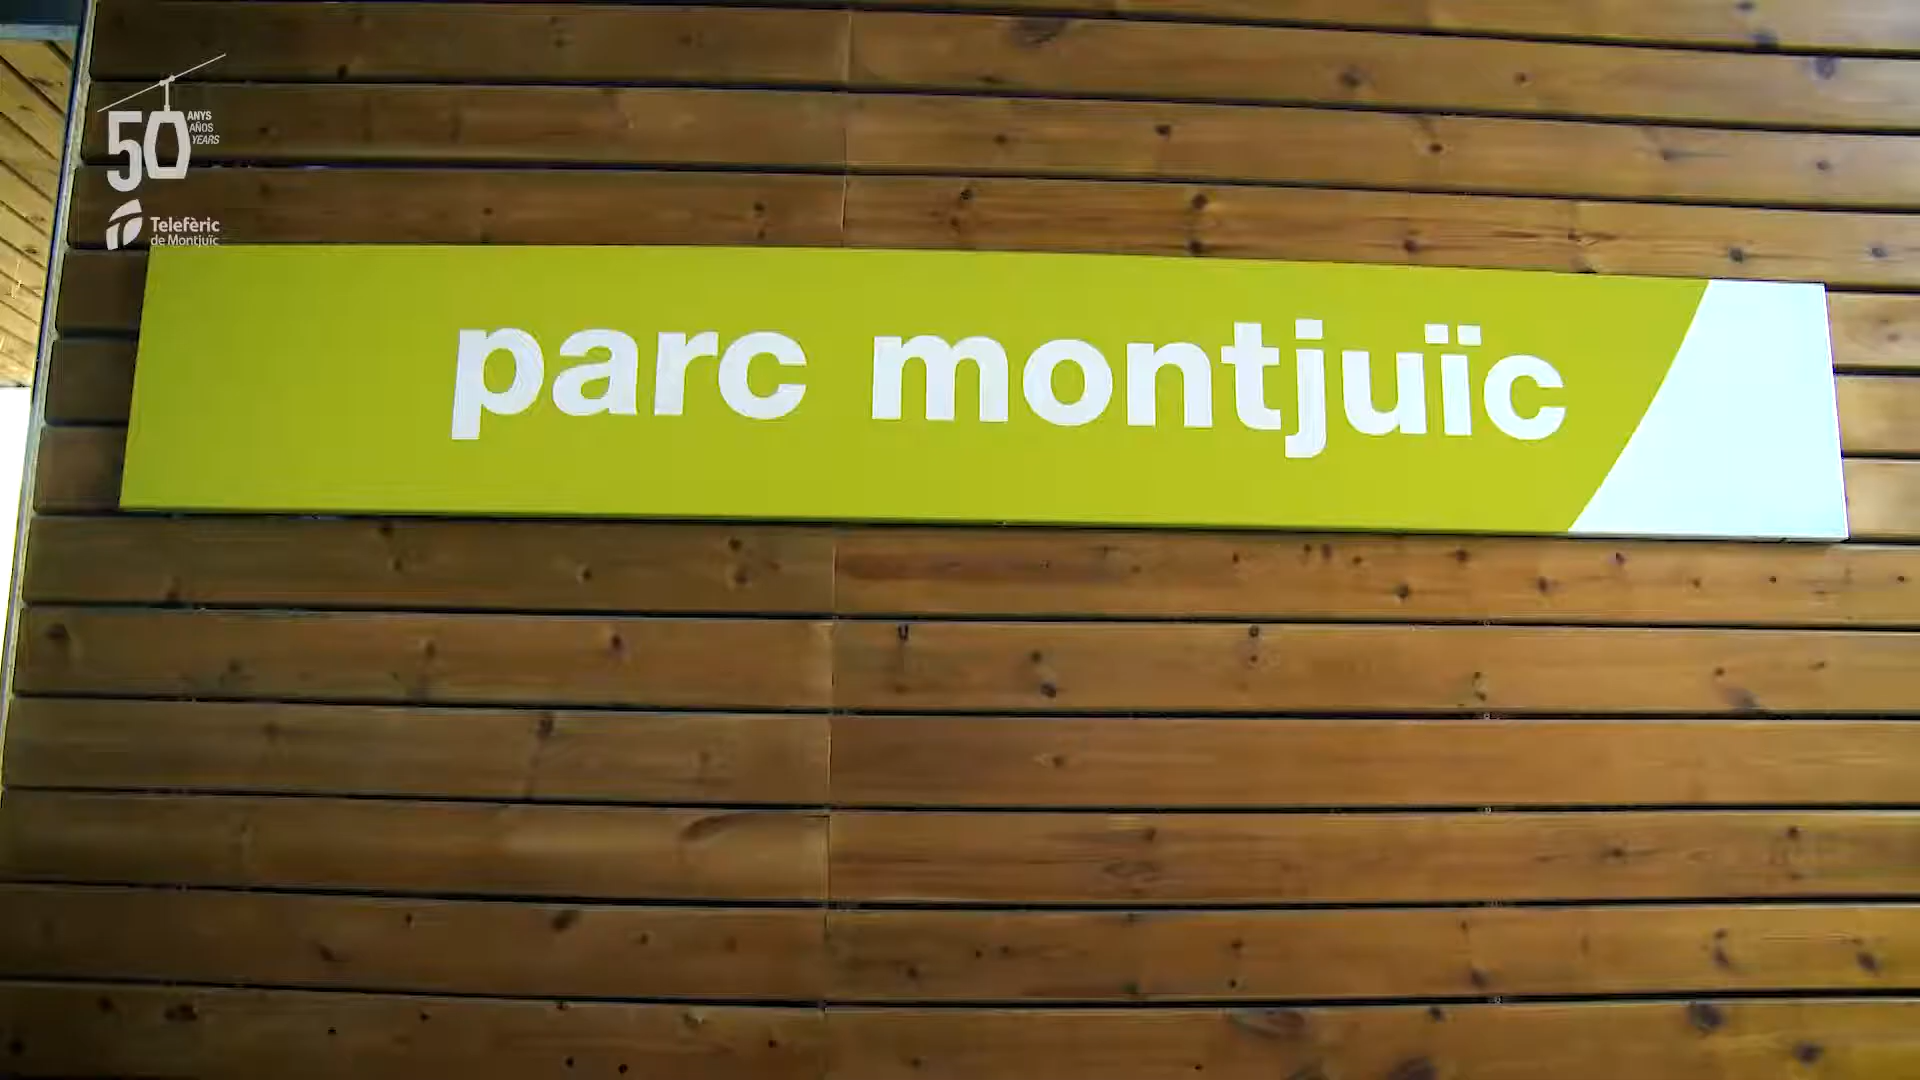 50 ANYS
AÑOS
YEARS
Telefèric
de Montjuïc
parc montjuïc